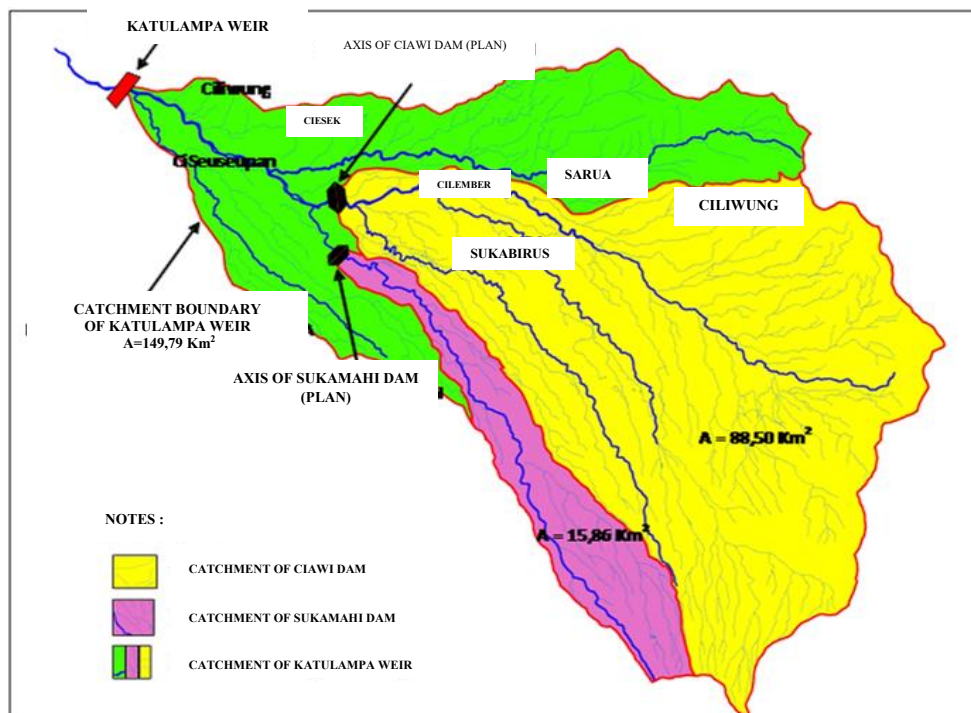 KATULAMPA WEIR
AXIS OF CIAWI DAM (PLAN)
Ciliwung
CIESEK
CiSeuseupan
SARUA
CILEMBER
CILIWUNG
SUKABIRUS
CATCHMENT BOUNDARY
OF KATULAMPA WEIR
A=149,79 Km²
AXIS OF SUKAMAHI DAM
(PLAN)
A = 88,50 Km²
A = 15,86 Km²
NOTES :
CATCHMENT OF CIAWI DAM
CATCHMENT OF SUKAMAHI DAM
CATCHMENT OF KATULAMPA WEIR